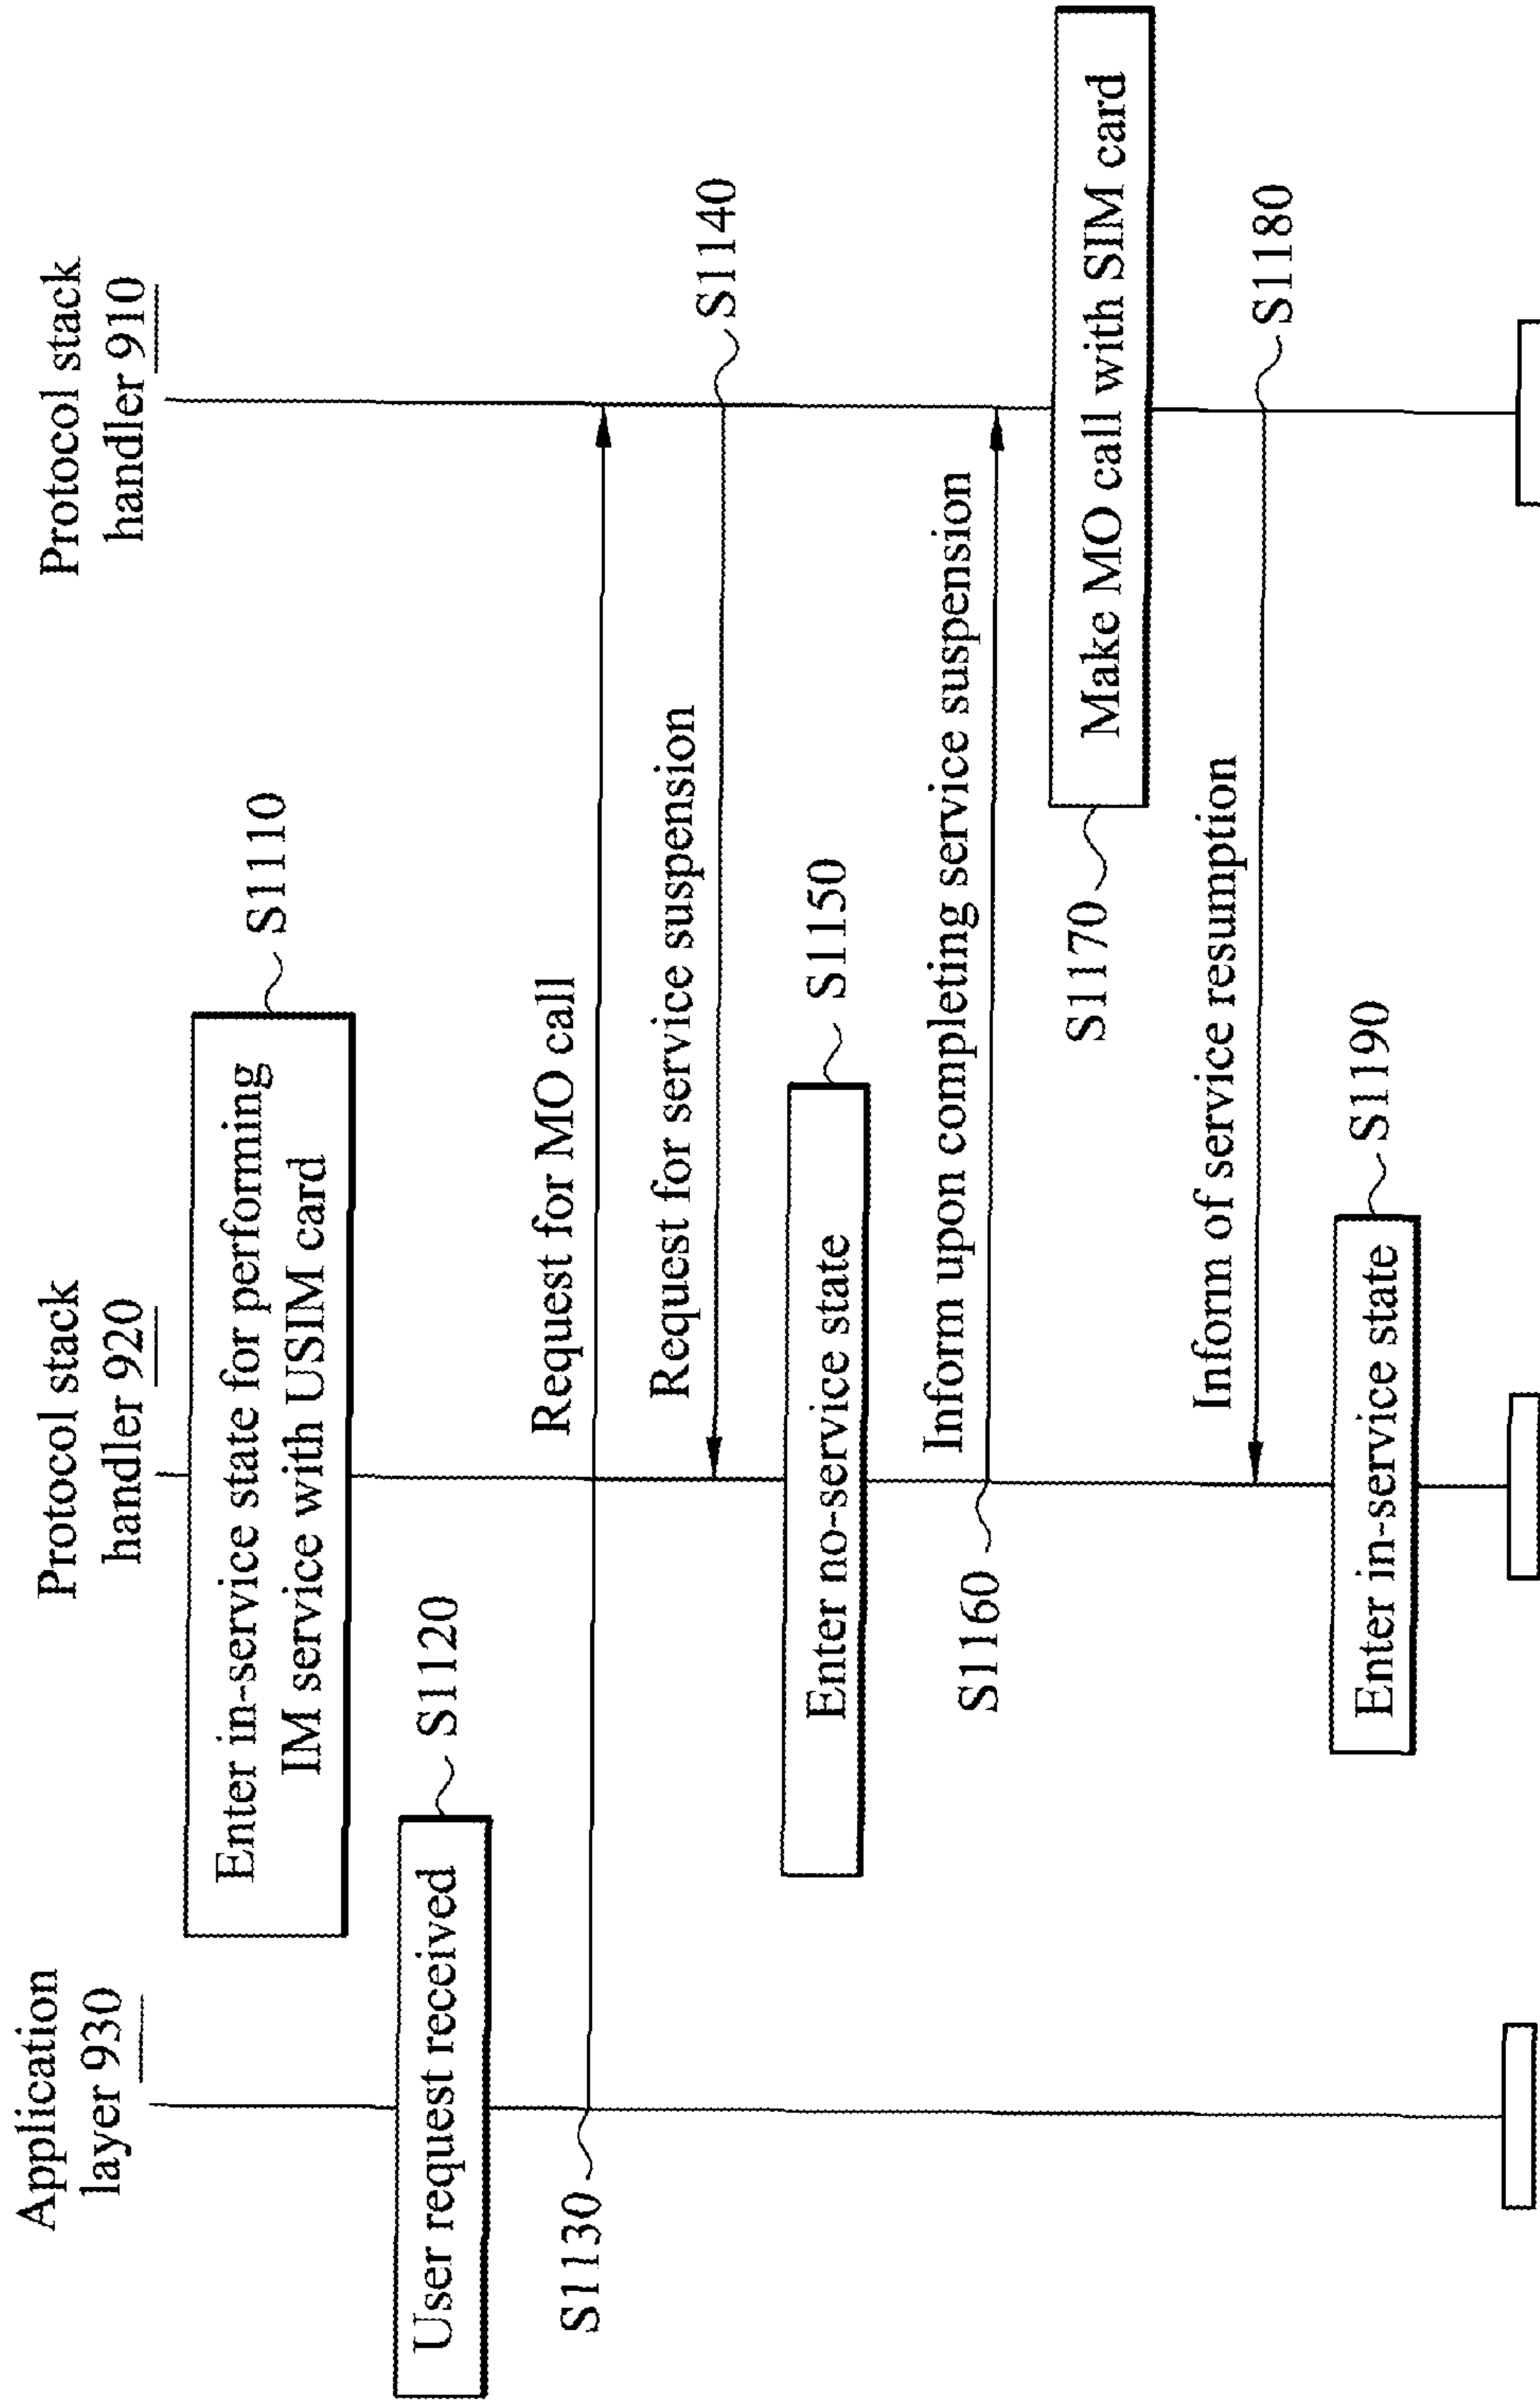 Application
layer 930
Protocol stack
handler 920
Protocol stack
handler 910
Enter in-service state for performing
IM service with USIM card
S1110
User request received
S1120
Request for MO call
S1130
Request for service suspension
S1140
Enter no-service state
S1150
Inform upon completing service suspension
S1160
Make MO call with SIM card
S1170
Inform of service resumption
S1180
Enter in-service state
S1190